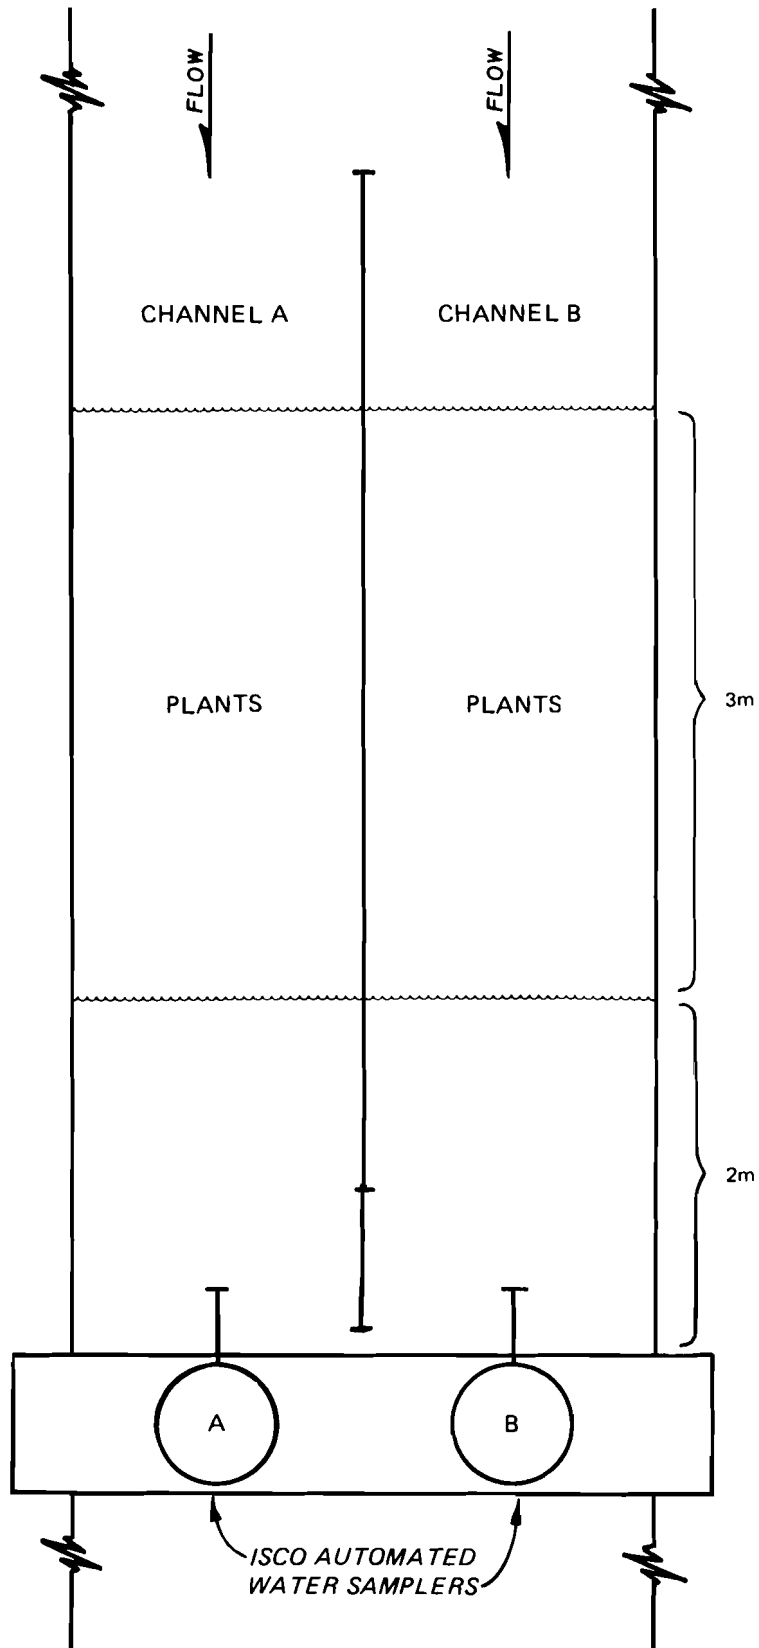 FLOW
FLOW
CHANNEL A
CHANNEL B
PLANTS
PLANTS
3m
2m
A
B
ISCO AUTOMATED
WATER SAMPLERS